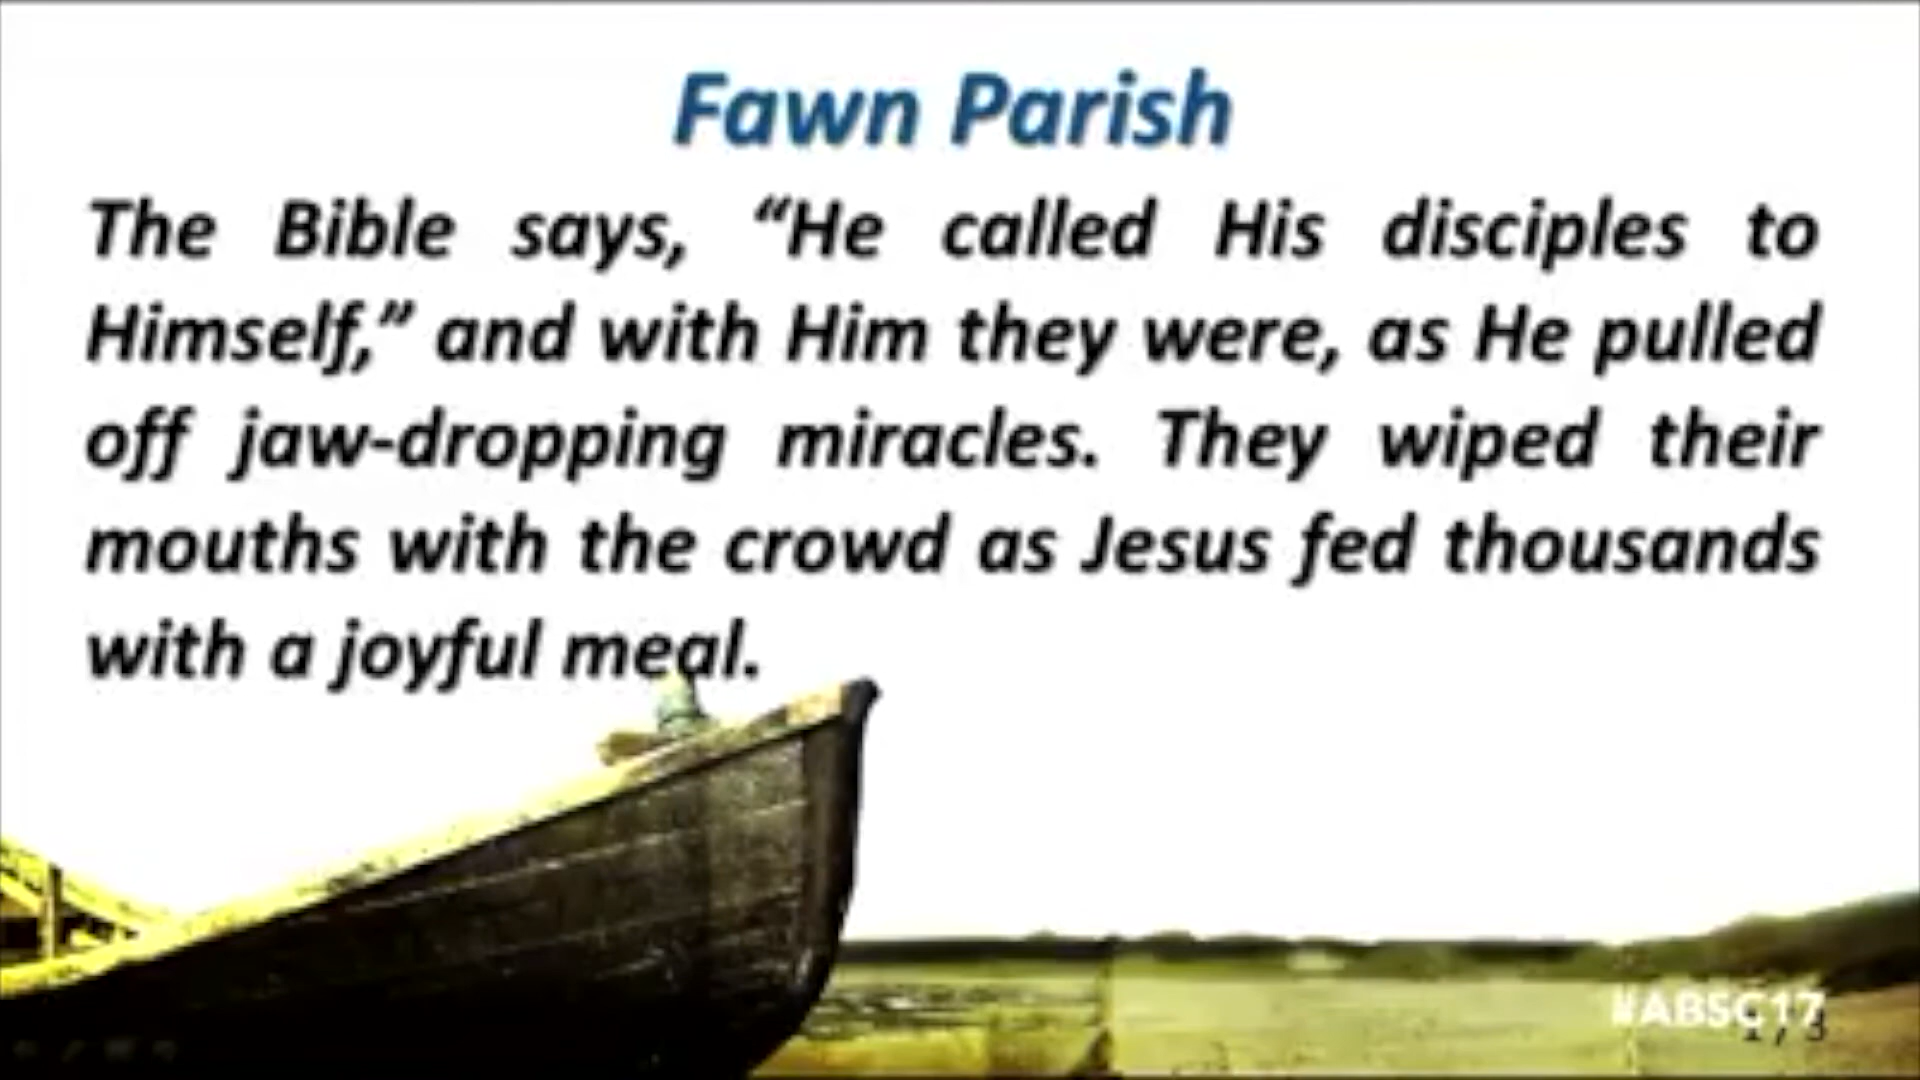 Fawn Parish
The Bible says, “He called His disciples to
Himself,” and with Him they were, as He pulled
off jaw-dropping miracles. They wiped their
mouths with the crowd as Jesus fed thousands
with a joyful meal.
#ABSC17
1 / 3